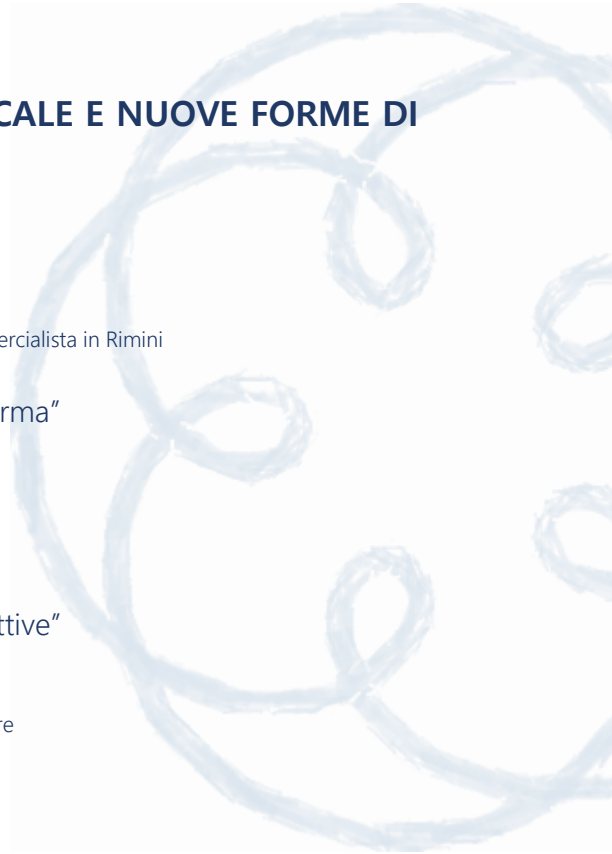 CALE E NUOVE FORME DI
ercialista in Rimini
rma”
ttive”
re